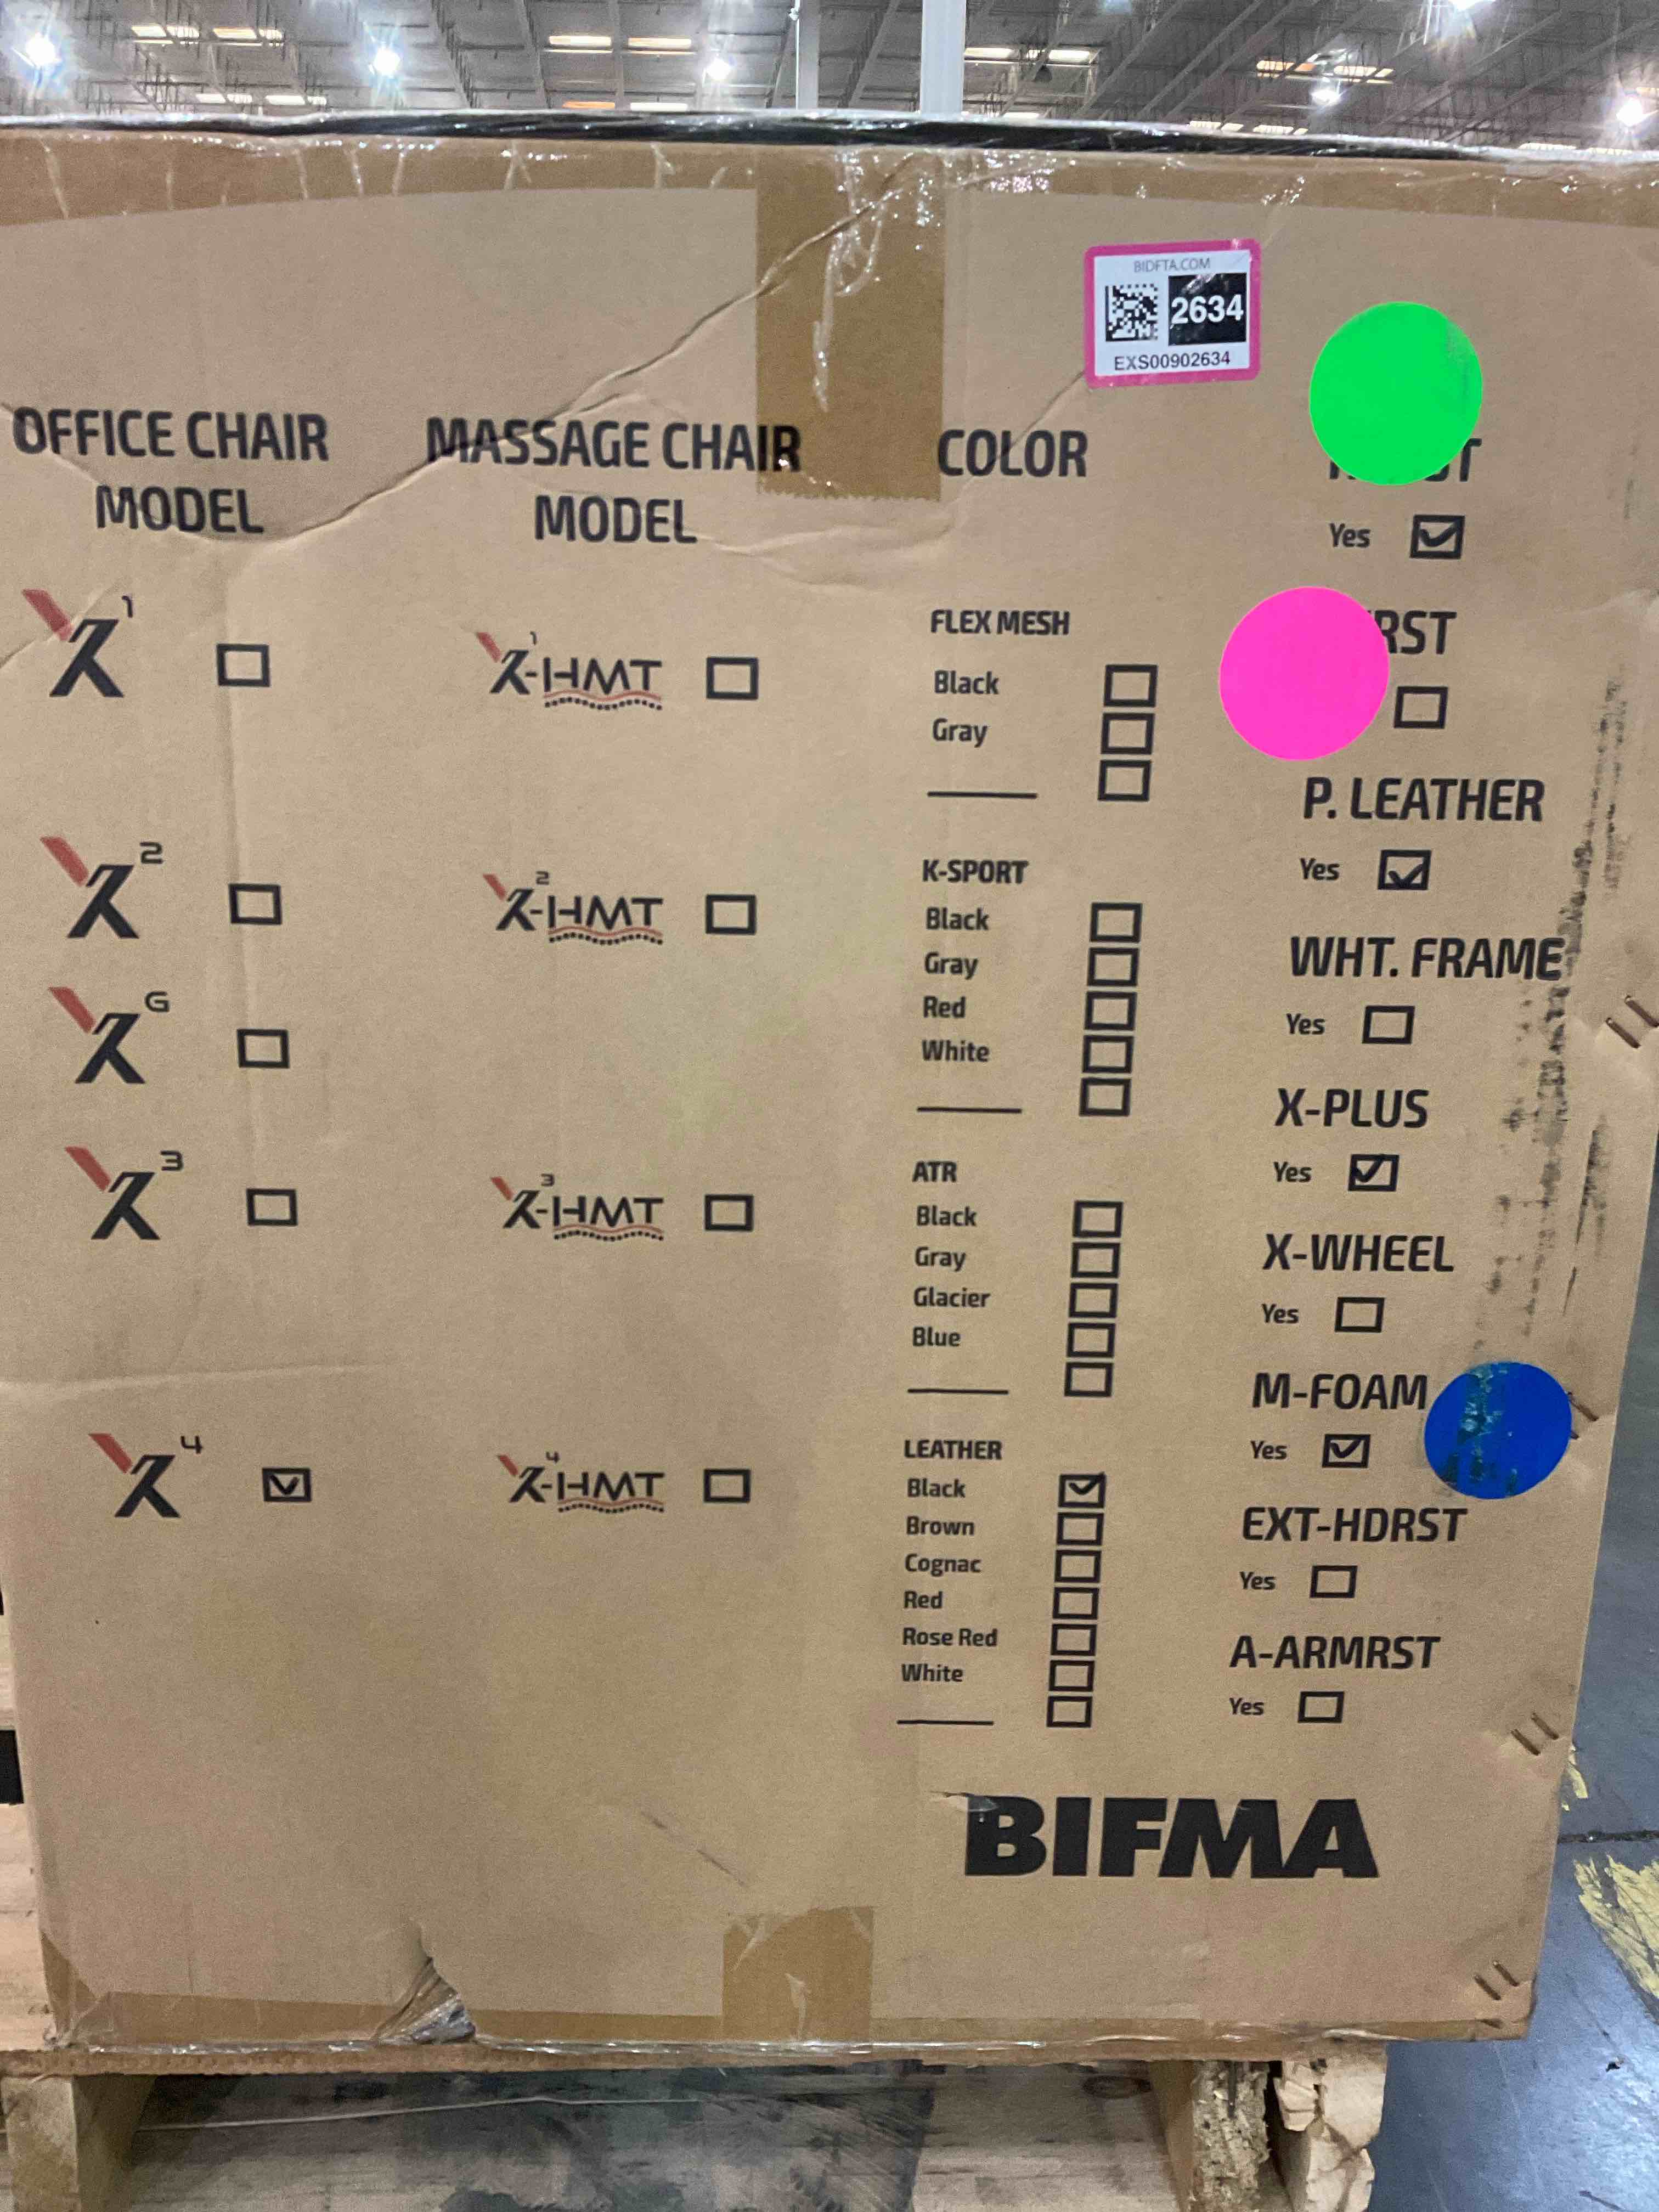 BIDFTA.COM
2634
EXS00902634
OFFICE CHAIR
MODEL
X1
X2
XG
X3
X4
MASSAGE CHAIR
MODEL
X1-HMT
X2-HMT
X3-HMT
X4-HMT
COLOR
FLEX MESH
Black
Gray
K-SPORT
Black
Gray
Red
White
ATR
Black
Gray
Glacier
Blue
LEATHER
Black
Brown
Cognac
Red
Rose Red
White
Yes
P. LEATHER
Yes
WHT. FRAME
Yes
X-PLUS
Yes
X-WHEEL
Yes
M-FOAM
Yes
EXT-HDRST
Yes
A-ARMRST
Yes
BIFMA